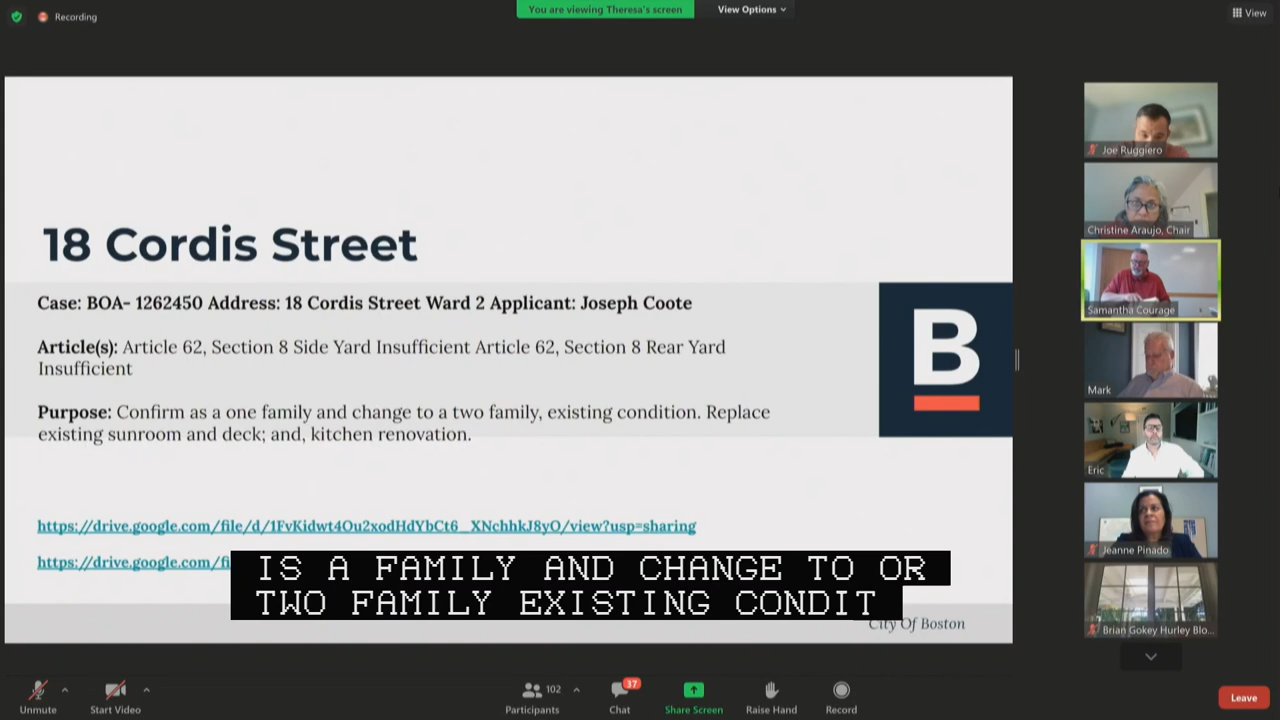 Recording
You are viewing Theresa's screen
View Options
View
18 Cordis Street
Case: BOA- 1262450 Address: 18 Cordis Street Ward 2 Applicant: Joseph Coote
Article(s): Article 62, Section 8 Side Yard Insufficient Article 62, Section 8 Rear Yard
Insufficient
Purpose: Confirm as a one family and change to a two family, existing condition. Replace
existing sunroom and deck; and, kitchen renovation.
B
https://drive.google.com/file/d/1FvKidwt4Ou2xodHdYbCt6_XNchhkJ8yO/view?usp=sharing
https://drive.google.com/fi
IS A FAMILY AND CHANGE TO OR
TWO FAMILY EXISTING CONDIT
City Of Boston
Joe Ruggiero
Christine Araujo, Chair
Samantha Courage
Mark
Eric
Jeanne Pinado
Brian Gokey Hurley Blo...
Unmute
Start Video
102
Participants
37
Chat
Share Screen
Raise Hand
Record
Leave